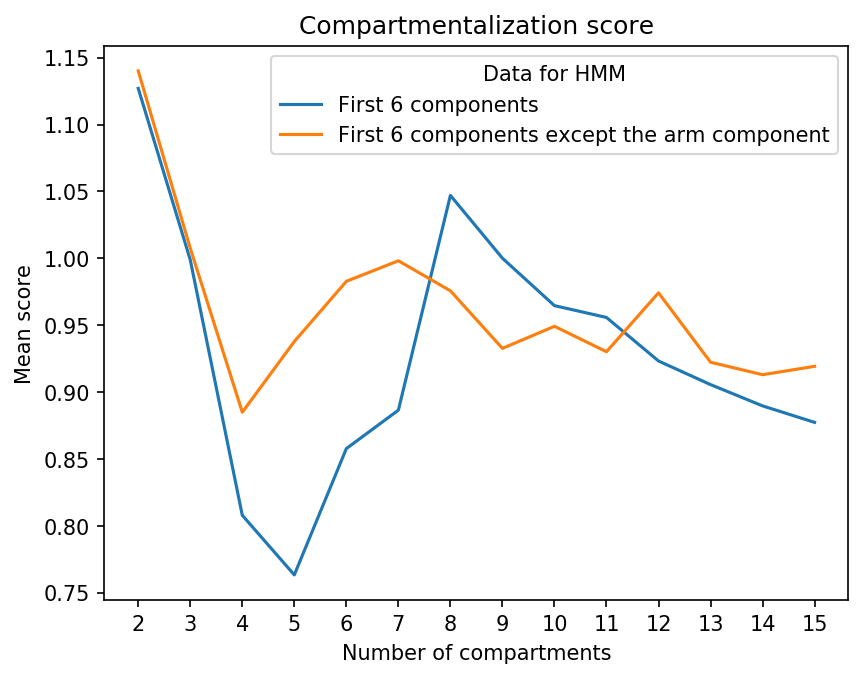 Compartmentalization score
Data for HMM
First 6 components
First 6 components except the arm component
Mean score
1.15
1.10
1.05
1.00
0.95
0.90
0.85
0.80
0.75
2 3 4 5 6 7 8 9 10 11 12 13 14 15
Number of compartments